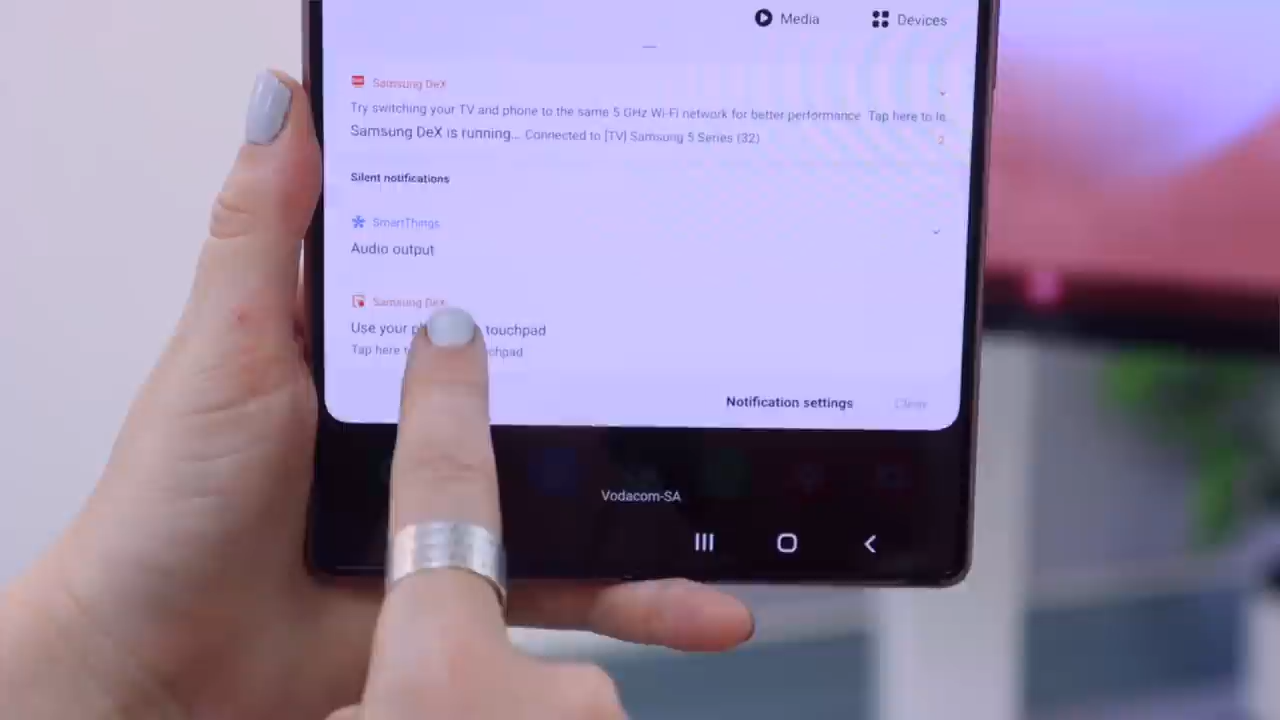 Media Devices
Samsung DeX
Try switching your TV and phone to the same 5 GHz Wi-Fi network for better performance Tap here to le
Samsung DeX is running... Connected to [TV] Samsung 5 Series (32)
2
Silent notifications
SmartThings
Audio output
Samsung DeX
Use your touchpad
Tap here
Notification settings Clear
Vodacom-SA